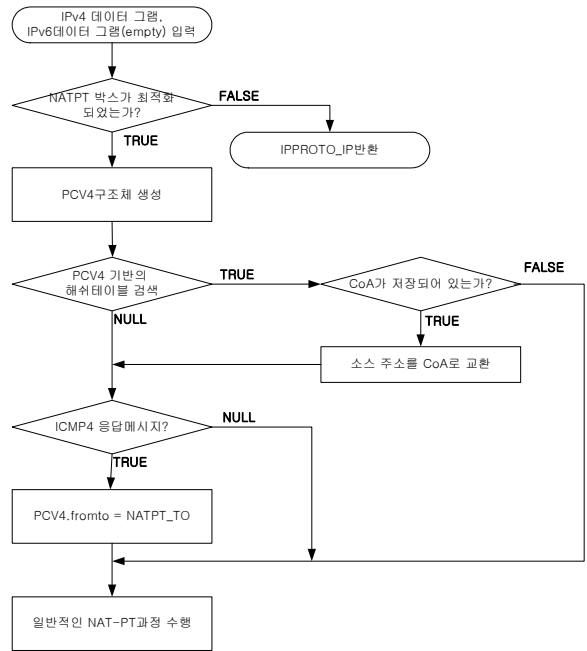 IPv4 데이터 그램,
IPv6데이터 그램(empty) 입력
NATPT 박스가 최적화
되었는가?
FALSE
TRUE
IPPROTO_IP반환
PCV4구조체 생성
PCV4 기반의
해쉬테이블 검색
TRUE
CoA가 저장되어 있는가?
FALSE
NULL
TRUE
소스 주소를 CoA로 교환
ICMP4 응답메시지?
NULL
TRUE
PCV4.fromto = NATPT_TO
일반적인 NAT-PT과정 수행